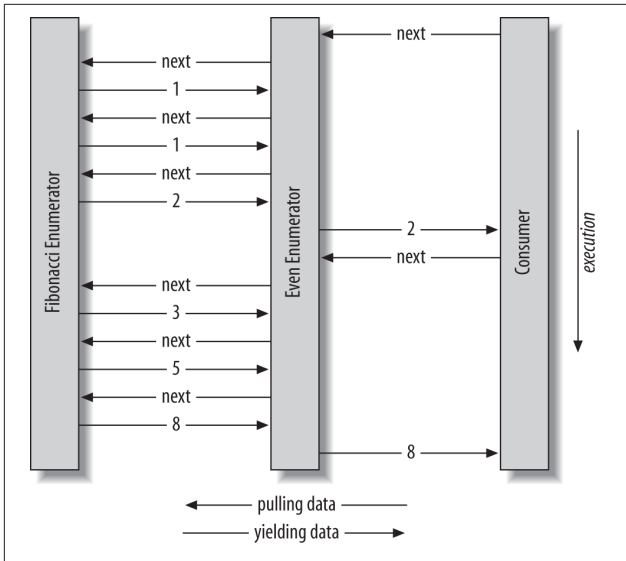 next
next
1
next
1
next
2
2
next
next
3
next
5
next
8
8
Fibonacci Enumerator
Even Enumerator
Consumer
execution
pulling data
yielding data